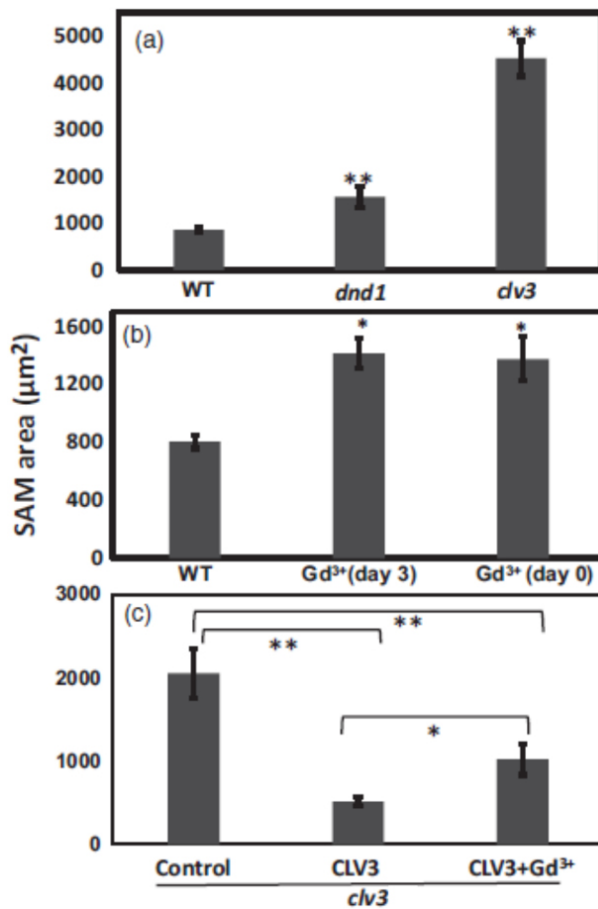 SAM area (µm²)
(a)
5000
4000
3000
2000
1000
0
**
**
WT dnd1 clv3
(b)
1600
1200
800
400
0
*
*
WT Gd³⁺(day 3) Gd³⁺ (day 0)
(c)
3000
2000
1000
0
**
**
*
Control CLV3 CLV3+Gd³⁺
clv3